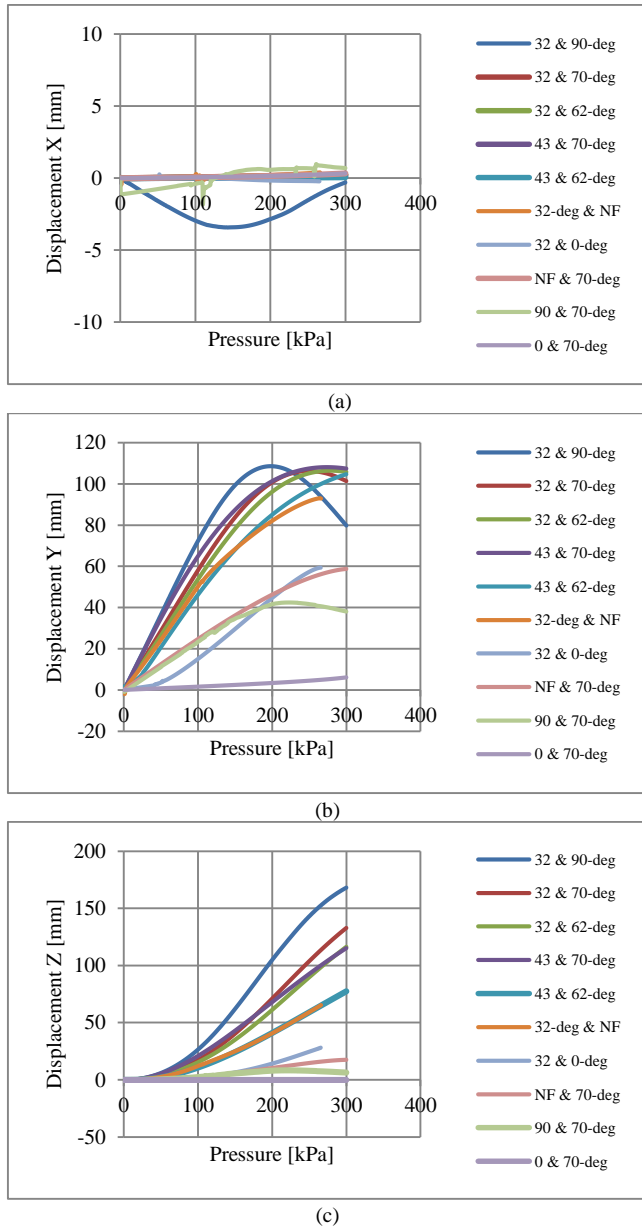 10
5
0
-5
-10
0
100
200
300
400
Displacement X [mm]
Pressure [kPa]
32 & 90-deg
32 & 70-deg
32 & 62-deg
43 & 70-deg
43 & 62-deg
32-deg & NF
32 & 0-deg
NF & 70-deg
90 & 70-deg
0 & 70-deg
(a)
120
100
80
60
40
20
0
-20
0
100
200
300
400
Displacement Y [mm]
Pressure [kPa]
32 & 90-deg
32 & 70-deg
32 & 62-deg
43 & 70-deg
43 & 62-deg
32-deg & NF
32 & 0-deg
NF & 70-deg
90 & 70-deg
0 & 70-deg
(b)
200
150
100
50
0
-50
0
100
200
300
400
Displacement Z [mm]
Pressure [kPa]
32 & 90-deg
32 & 70-deg
32 & 62-deg
43 & 70-deg
43 & 62-deg
32-deg & NF
32 & 0-deg
NF & 70-deg
90 & 70-deg
0 & 70-deg
(c)